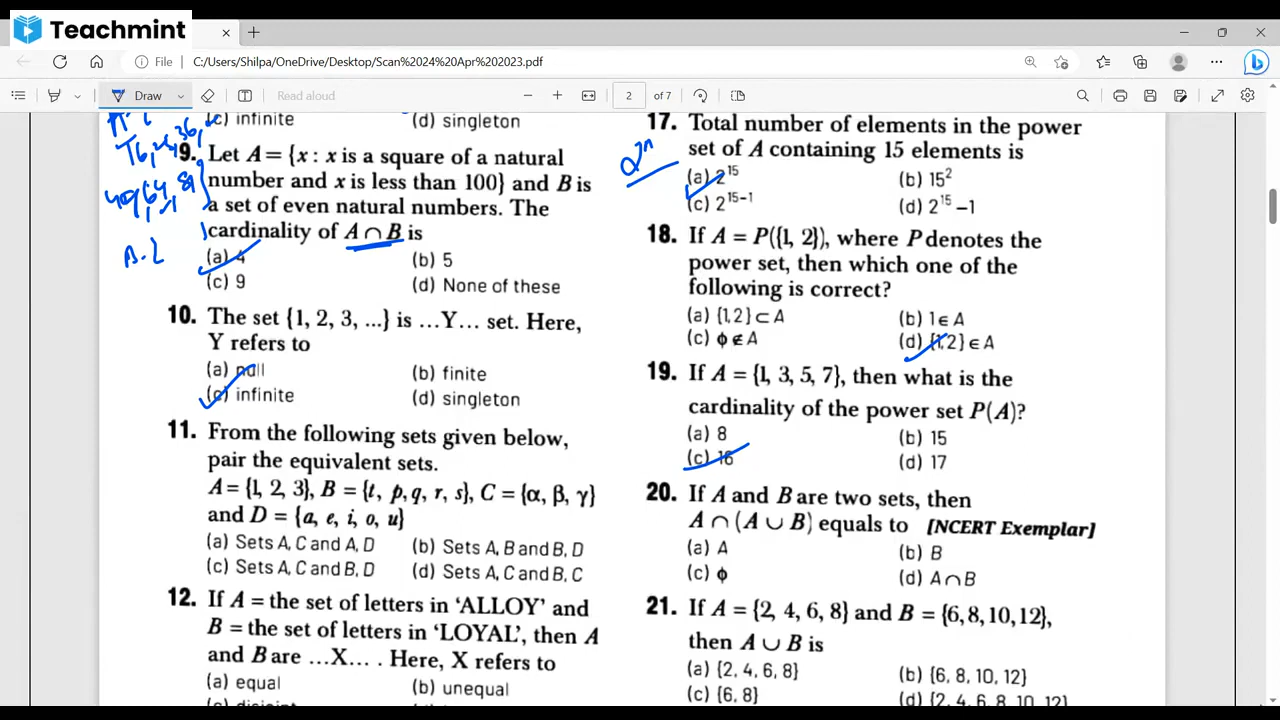 Teachmint
File
C:/Users/Shilpa/OneDrive/Desktop/Scan%2024%20Apr%202023.pdf
Draw
Read aloud
2
of 7
(c) infinite
(d) singleton
9. Let A = {x : x is a square of a natural
number and x is less than 100} and B is
a set of even natural numbers. The
cardinality of A ∩ B is
(a) 4
(b) 5
(c) 9
(d) None of these
10. The set {1, 2, 3, ...} is ...Y... set. Here,
Y refers to
(a) null
(b) finite
(c) infinite
(d) singleton
11. From the following sets given below,
pair the equivalent sets.
A = {1, 2, 3}, B = {t, p, q, r, s}, C = {α, β, γ}
and D = {a, e, i, o, u}
(a) Sets A, C and A, D
(b) Sets A, B and B, D
(c) Sets A, C and B, D
(d) Sets A, C and B, C
12. If A = the set of letters in ‘ALLOY’ and
B = the set of letters in ‘LOYAL’, then A
and B are ...X... . Here, X refers to
(a) equal
(b) unequal
17. Total number of elements in the power
set of A containing 15 elements is
2ⁿ
(a) 2¹⁵
(b) 15²
(c) 2¹⁵⁻¹
(d) 2¹⁵ –1
18. If A = P({1, 2}), where P denotes the
power set, then which one of the
following is correct?
(a) {1, 2} ⊂ A
(b) 1 ∈ A
(c) ϕ ∉ A
(d) {1, 2} ∈ A
19. If A = {1, 3, 5, 7}, then what is the
cardinality of the power set P(A)?
(a) 8
(b) 15
(c) 16
(d) 17
20. If A and B are two sets, then
A ∩ (A ∪ B) equals to [NCERT Exemplar]
(a) A
(b) B
(c) ϕ
(d) A ∩ B
21. If A = {2, 4, 6, 8} and B = {6, 8, 10, 12},
then A ∪ B is
(a) {2, 4, 6, 8}
(b) {6, 8, 10, 12}
(c) {6, 8}
(d) {2, 4, 6, 8, 10, 12}